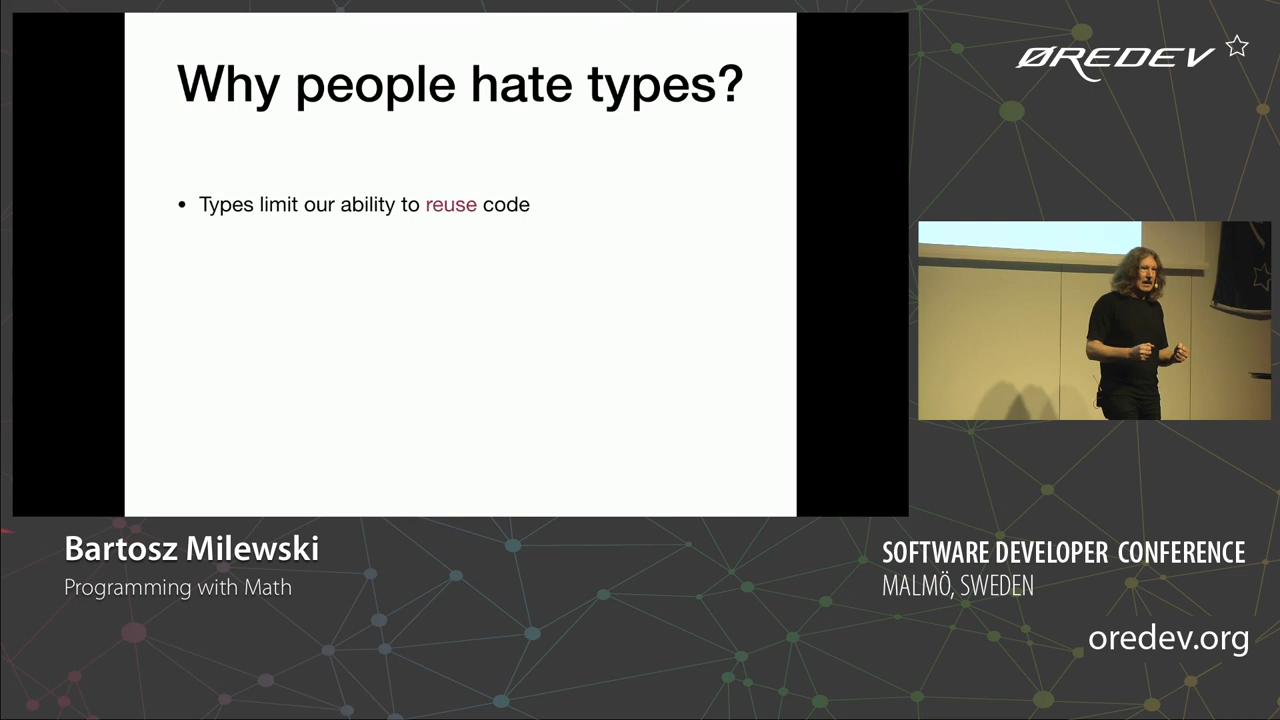 Why people hate types?
• Types limit our ability to reuse code
ØREDEV
Bartosz Milewski
Programming with Math
SOFTWARE DEVELOPER CONFERENCE
MALMÖ, SWEDEN
oredev.org